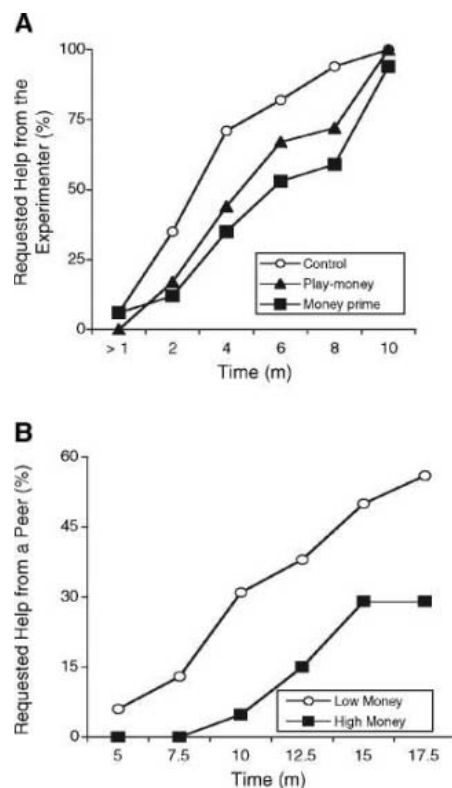 A
Requested Help from the
Experimenter (%)
100
75
50
25
0
Control
Play-money
Money prime
> 1 2 4 6 8 10
Time (m)
B
Requested Help from a Peer (%)
60
45
30
15
0
Low Money
High Money
5 7.5 10 12.5 15 17.5
Time (m)